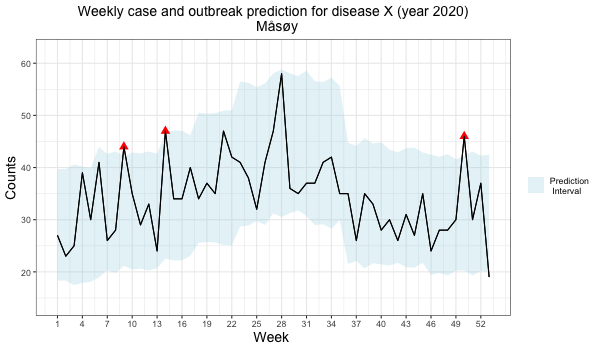 Weekly case and outbreak prediction for disease X (year 2020)
Måsøy
Counts
60
50
40
30
20
1 4 7 10 13 16 19 22 25 28 31 34 37 40 43 46 49 52
Week
Prediction
Interval